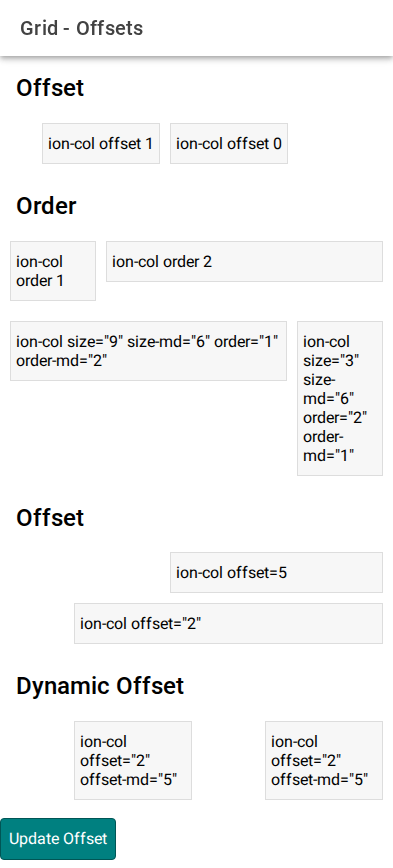 Grid - Offsets
Offset
ion-col offset 1
ion-col offset 0
Order
ion-col
order 1
ion-col order 2
ion-col size="9" size-md="6" order="1"
order-md="2"
ion-col
size="3"
size-
md="6"
order="2"
order-
md="1"
Offset
ion-col offset=5
ion-col offset="2"
Dynamic Offset
ion-col
offset="2"
offset-md="5"
ion-col
offset="2"
offset-md="5"
Update Offset